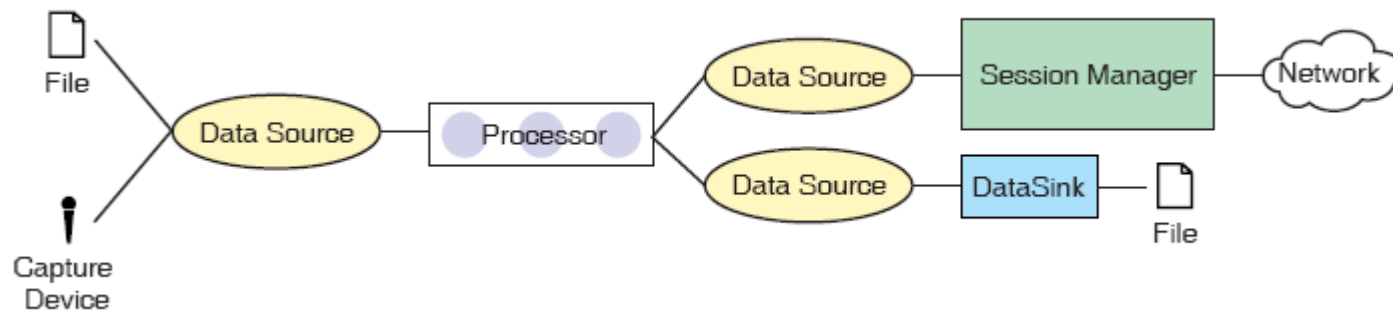 File
Capture
Device
Data Source
Processor
Data Source
Session Manager
Network
Data Source
DataSink
File